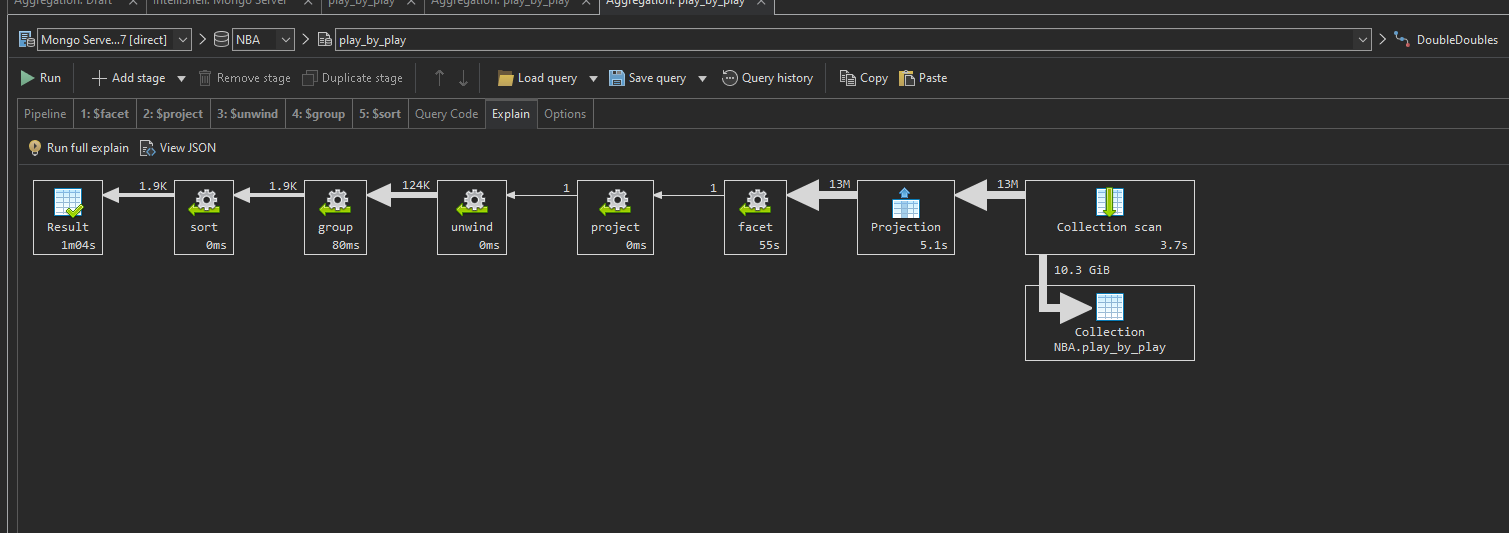 Aggregation: Draft IntelliShell: Mongo Server play_by_play Aggregation: play_by_play Aggregation: play_by_play
Mongo Serve...7 [direct] NBA play_by_play DoubleDoubles
Run Add stage Remove stage Duplicate stage Load query Save query Query history Copy Paste
Pipeline 1: $facet 2: $project 3: $unwind 4: $group 5: $sort Query Code Explain Options
Run full explain View JSON
1.9K 1.9K 124K 1 1 13M 13M
Result sort group unwind project facet Projection Collection scan
1m04s 0ms 80ms 0ms 0ms 55s 5.1s 3.7s
10.3 GiB
Collection
NBA.play_by_play